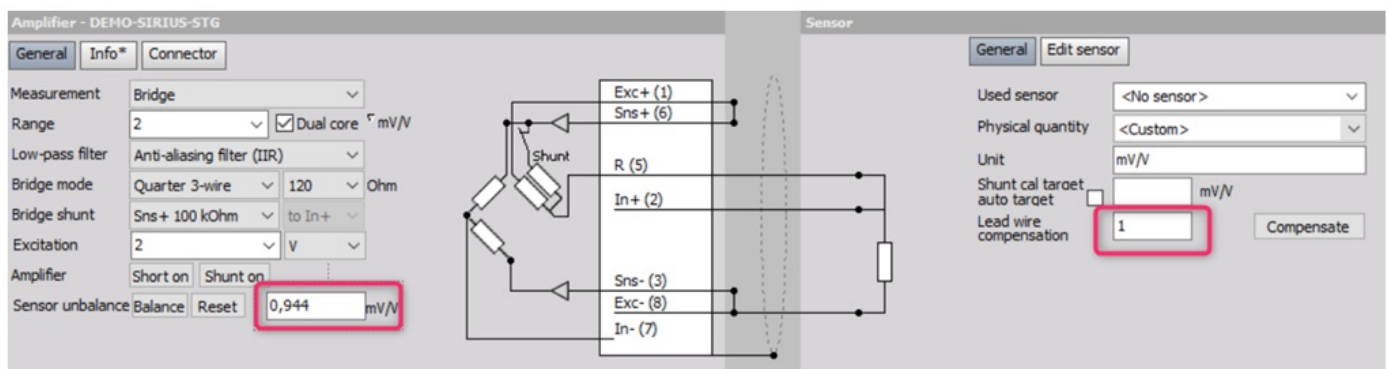 Amplifier - DEMO-SIRIUS-STG
General Info* Connector
Measurement Bridge
Range 2 Dual core mV/V
Low-pass filter Anti-aliasing filter (IIR)
Bridge mode Quarter 3-wire 120 Ohm
Bridge shunt Sns+ 100 kOhm to In+
Excitation 2 V
Amplifier Short on Shunt on
Sensor unbalance Balance Reset 0,944 mV/V
Exc+ (1)
Sns+ (6)
Shunt
R (5)
In+ (2)
Sns- (3)
Exc- (8)
In- (7)
Sensor
General Edit sensor
Used sensor <No sensor>
Physical quantity <Custom>
Unit mV/V
Shunt cal target
auto target mV/V
Lead wire
compensation 1 Compensate